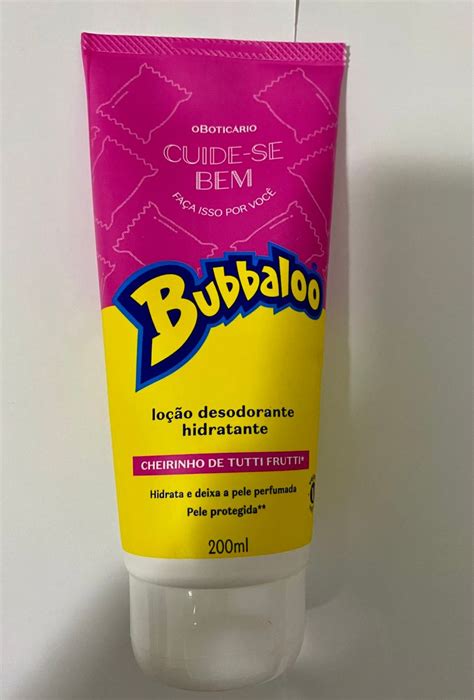 oBOTICÁRIO
CUIDE-SE
BEM
FAÇA ISSO POR VOCÊ
Bubbaloo
loção desodorante
hidratante
CHEIRINHO DE TUTTI FRUTTI*
Hidrata e deixa a pele perfumada
Pele protegida**
200ml